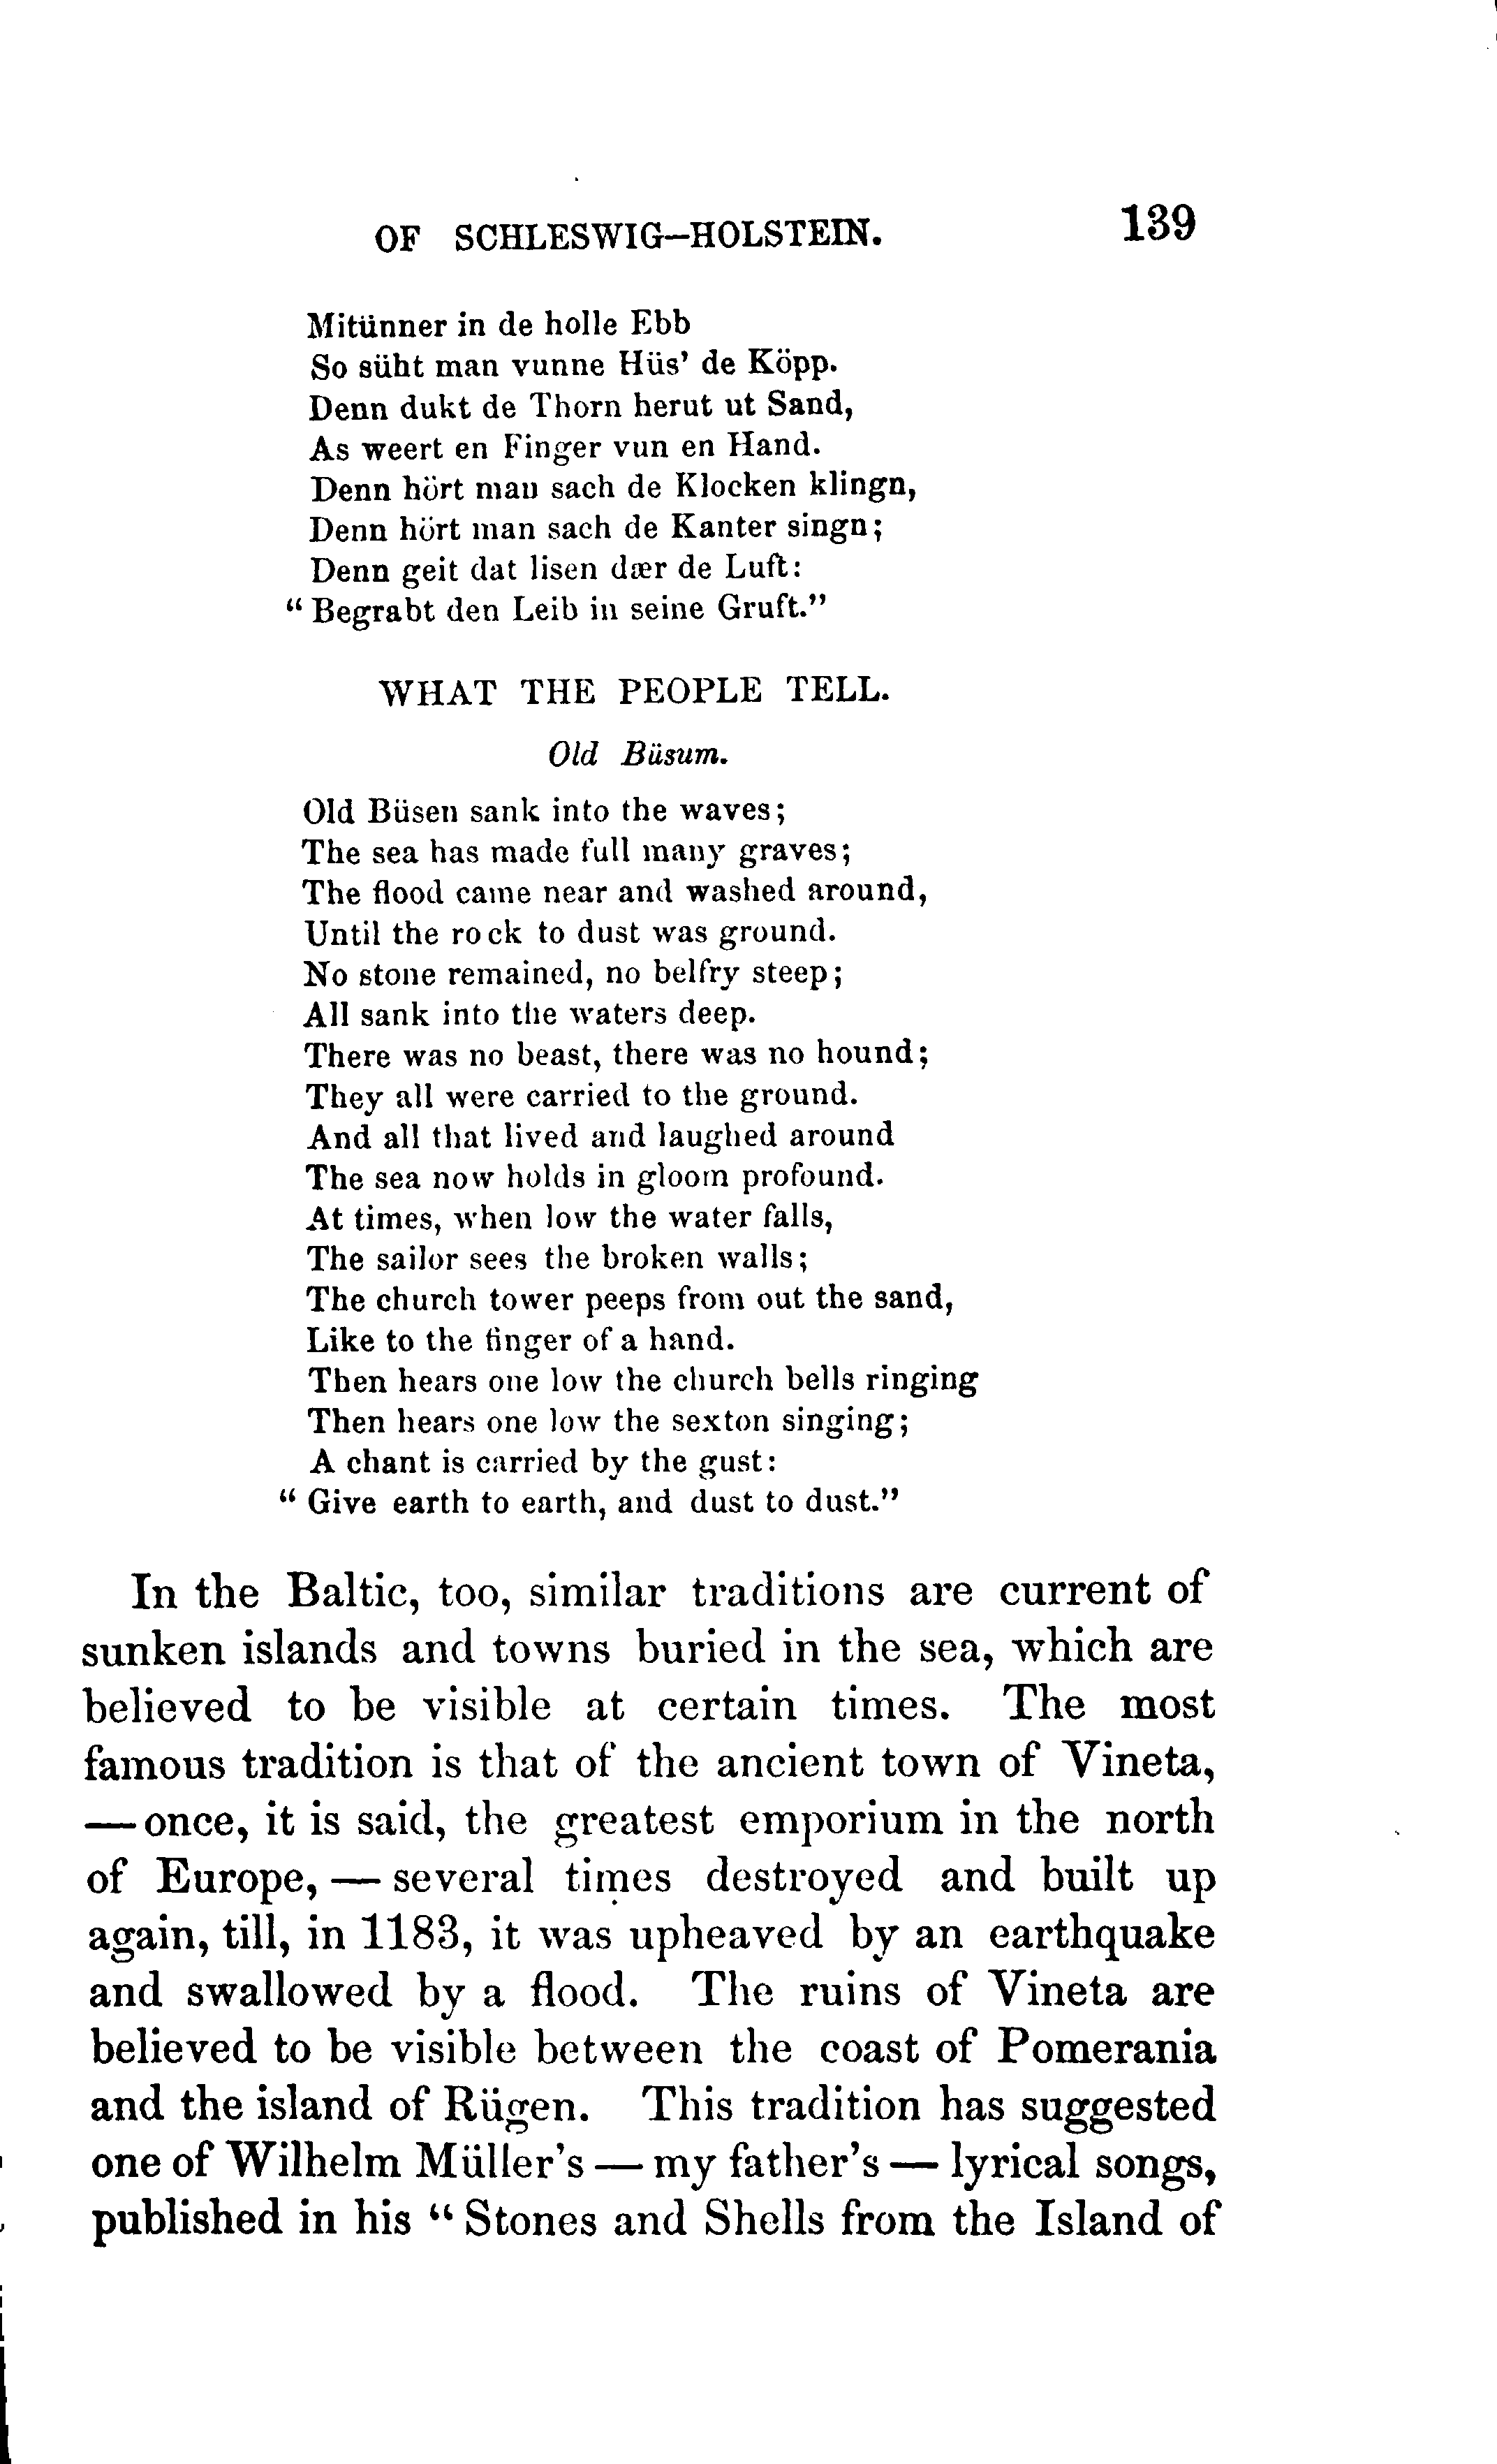 OF SCHLESWIG-HOLSTEIN. 139
Mitünner in de holle Ebb
So süht man vunne Hüs' de Köpp.
Denn dukt de Thorn herut ut Sand,
As weert en Finger vun en Hand.
Denn hört man sach de Klocken klingn,
Denn hört man sach de Kanter singn;
Denn geit dat lisen dær de Luft:
"Begrabt den Leib in seine Gruft."
WHAT THE PEOPLE TELL.
Old Büsum.
Old Büsen sank into the waves;
The sea has made full many graves;
The flood came near and washed around,
Until the rock to dust was ground.
No stone remained, no belfry steep;
All sank into the waters deep.
There was no beast, there was no hound;
They all were carried to the ground.
And all that lived and laughed around
The sea now holds in gloom profound.
At times, when low the water falls,
The sailor sees the broken walls;
The church tower peeps from out the sand,
Like to the finger of a hand.
Then hears one low the church bells ringing
Then hears one low the sexton singing;
A chant is carried by the gust:
"Give earth to earth, and dust to dust."
In the Baltic, too, similar traditions are current of
sunken islands and towns buried in the sea, which are
believed to be visible at certain times. The most
famous tradition is that of the ancient town of Vineta,
— once, it is said, the greatest emporium in the north
of Europe, — several times destroyed and built up
again, till, in 1183, it was upheaved by an earthquake
and swallowed by a flood. The ruins of Vineta are
believed to be visible between the coast of Pomerania
and the island of Rügen. This tradition has suggested
one of Wilhelm Müller's — my father's — lyrical songs,
published in his "Stones and Shells from the Island of